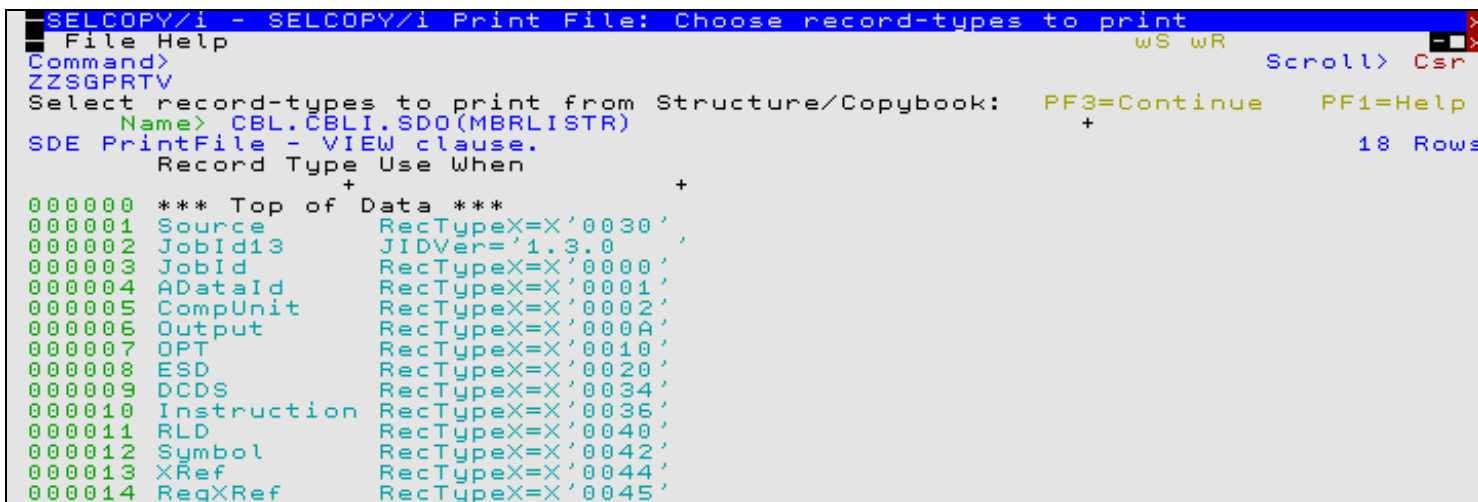 SELCOPY/i - SELCOPY/i Print File: Choose record-types to print
File Help wS wR
Command> Scroll> Csr
ZZSGPRTV
Select record-types to print from Structure/Copybook: PF3=Continue PF1=Help
Name> CBL.CBLI.SDO(MBRLISTR) +
SDE PrintFile - VIEW clause. 18 Rows
Record Type Use When
+ +
000000 *** Top of Data ***
000001 Source RecTypeX=X'0030'
000002 JobId13 JIDVer='1.3.0 '
000003 JobId RecTypeX=X'0000'
000004 ADataId RecTypeX=X'0001'
000005 CompUnit RecTypeX=X'0002'
000006 Output RecTypeX=X'000A'
000007 OPT RecTypeX=X'0010'
000008 ESD RecTypeX=X'0020'
000009 DCDS RecTypeX=X'0034'
000010 Instruction RecTypeX=X'0036'
000011 RLD RecTypeX=X'0040'
000012 Symbol RecTypeX=X'0042'
000013 XRef RecTypeX=X'0044'
000014 RegXRef RecTypeX=X'0045'